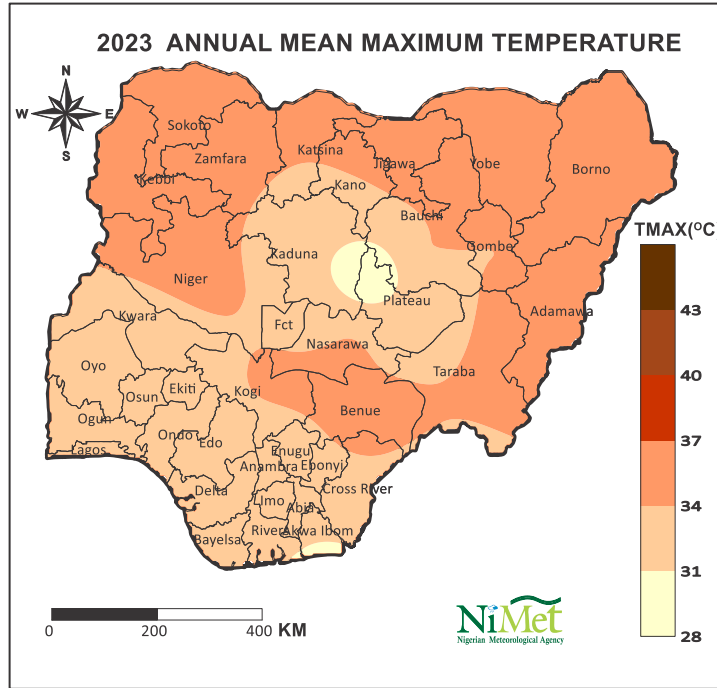 2023 ANNUAL MEAN MAXIMUM TEMPERATURE
N
W E
S
Sokoto
Zamfara
Kebbi
Katsina
Jigawa
Kano
Yobe
Borno
Bauchi
Gombe
Kaduna
Niger
Plateau
Adamawa
Kwara
Fct
Nasarawa
Taraba
Oyo
Osun
Ekiti
Kogi
Benue
Ogun
Lagos
Ondo
Edo
Enugu
Anambra
Ebonyi
Cross River
Delta
Imo
Abia
Bayelsa
Rivers
Akwa Ibom
TMAX(°C
43
40
37
34
31
28
0 200 400 KM
NiMet
Nigerian Meteorological Agency